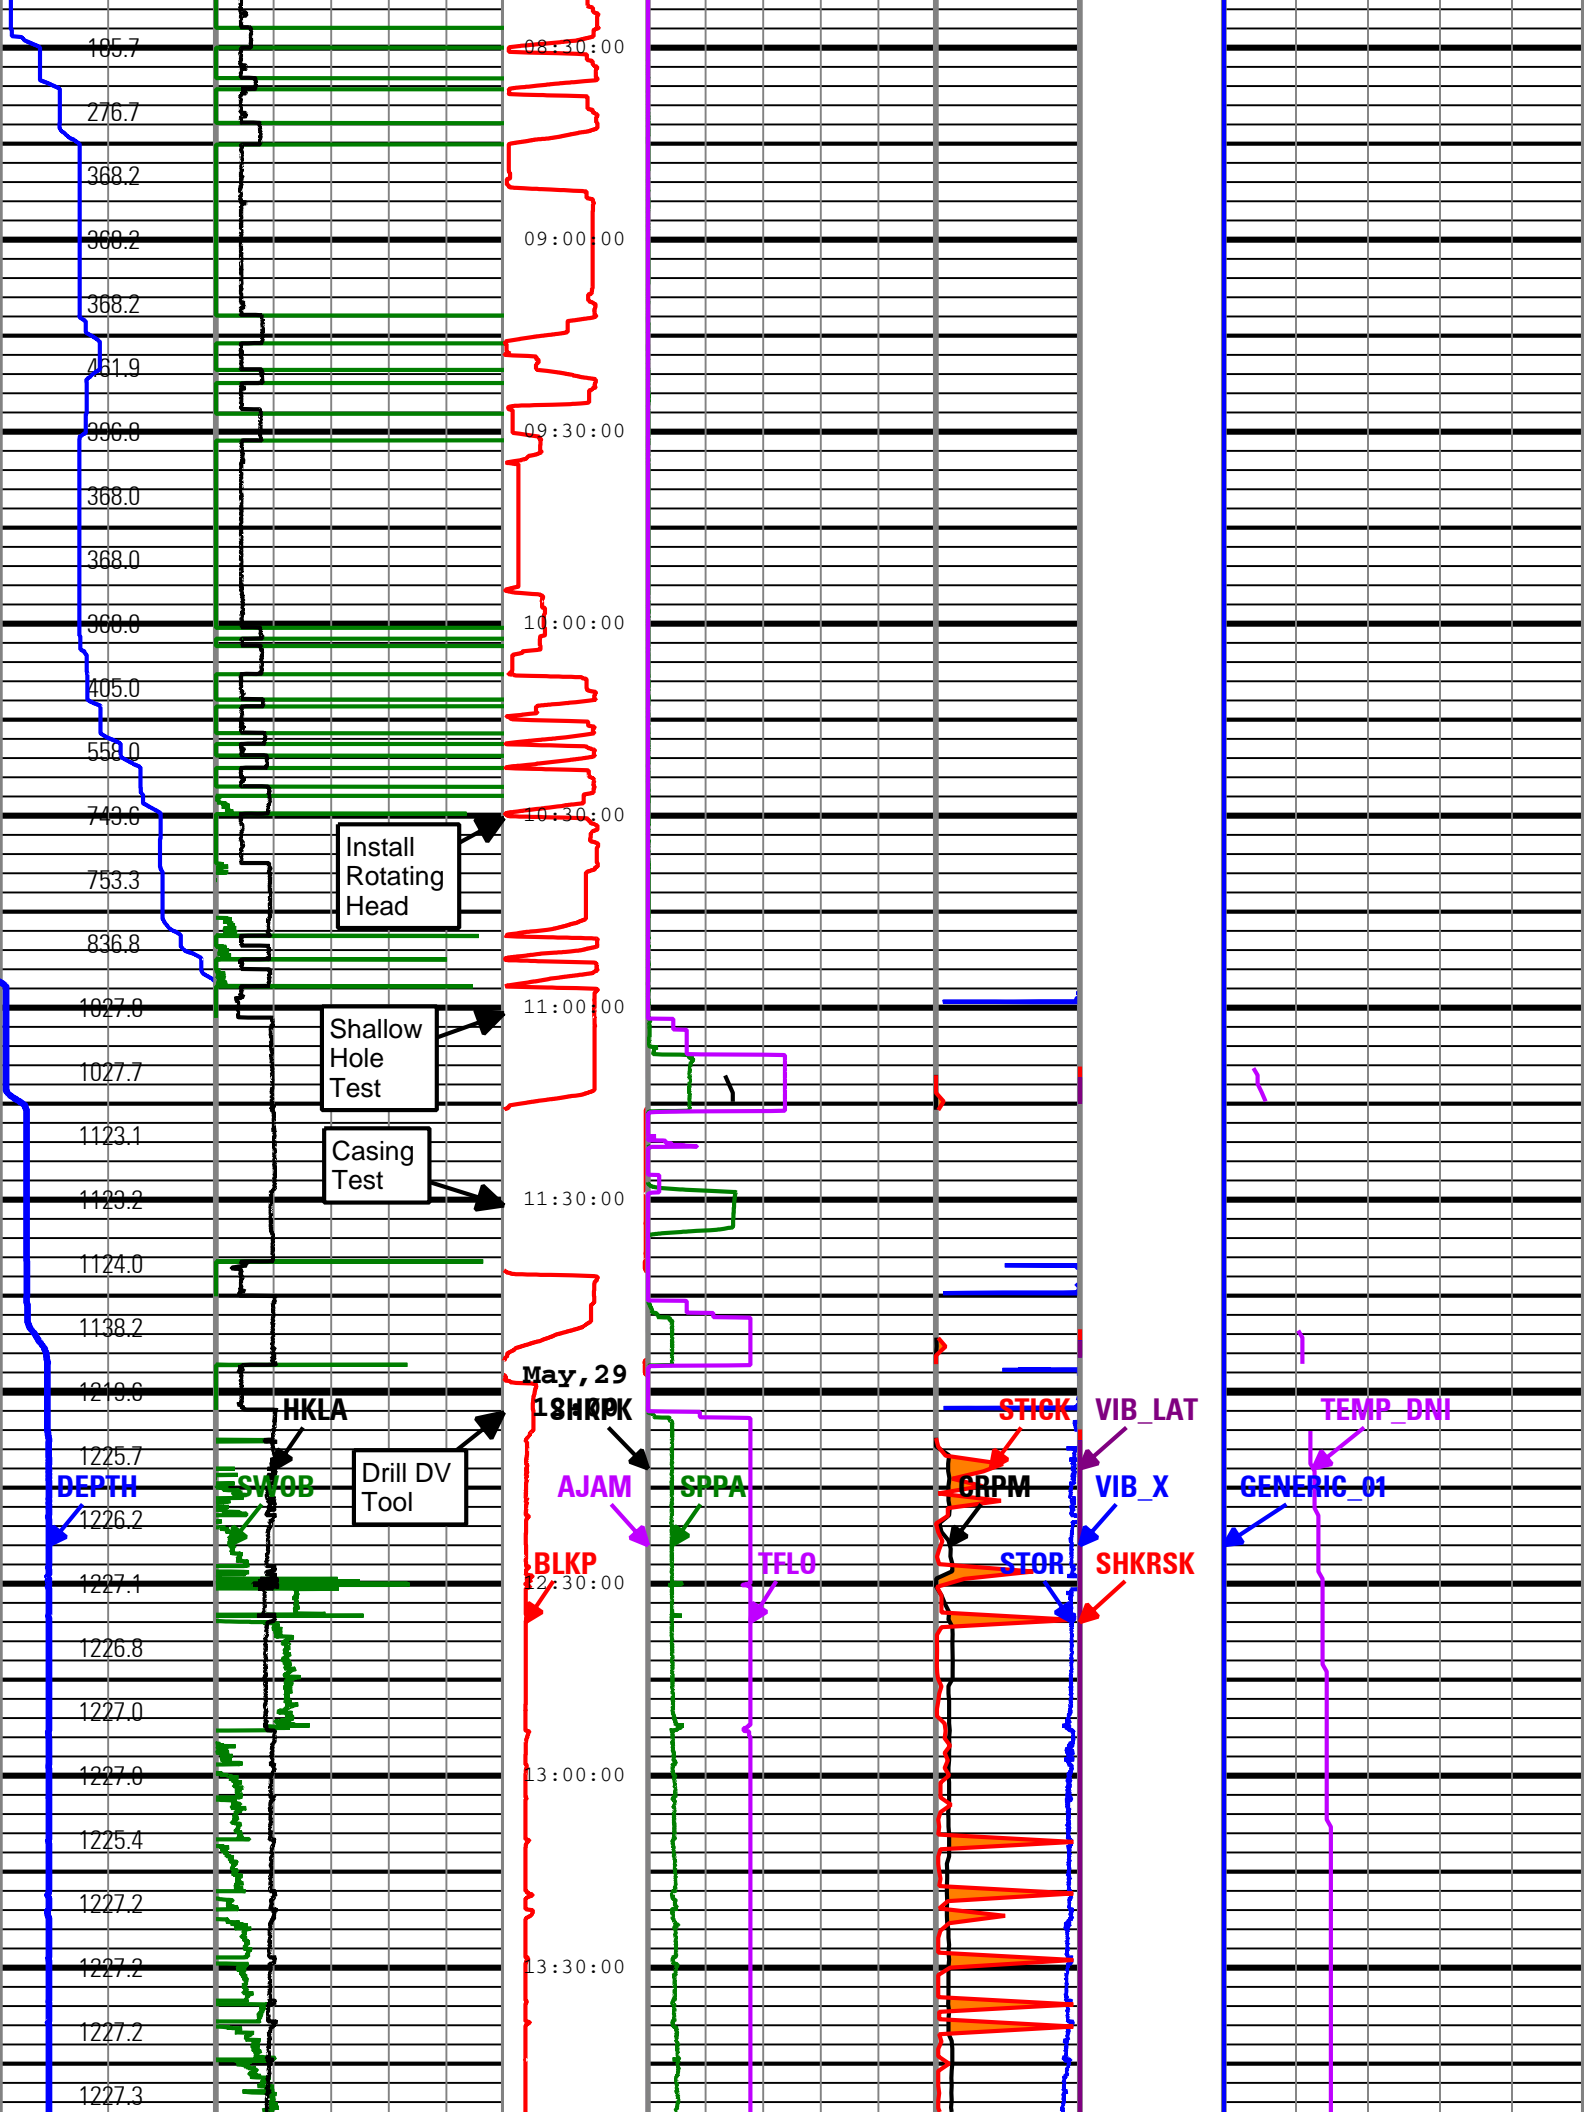 185.7 08:30:00
276.7
368.2
368.2 09:00:00
368.2
461.9
396.8 09:30:00
368.0
368.0
368.0 10:00:00
405.0
558.0
743.6 10:30:00
Install
Rotating
Head
753.3
836.8
1027.8 11:00:00
Shallow
Hole
Test
1027.7
1123.1
Casing
Test
1123.2 11:30:00
1124.0
1138.2
May,29
1219.6
HKLA SHKPK STICK VIB_LAT TEMP_DNI
1225.7
Drill DV
Tool
DEPTH SWOB AJAM SPPA CRPM VIB_X GENERIC_01
1226.2
BLKP TFLO STOR SHKRSK
1227.1 12:30:00
1226.8
1227.0
1227.0 13:00:00
1225.4
1227.2
1227.2 13:30:00
1227.2
1227.3